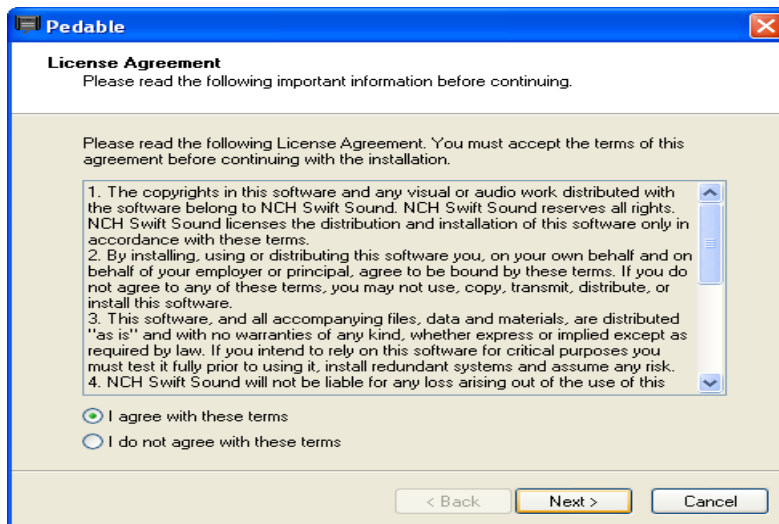 Pedable
License Agreement
Please read the following important information before continuing.
Please read the following License Agreement. You must accept the terms of this
agreement before continuing with the installation.
1. The copyrights in this software and any visual or audio work distributed with
the software belong to NCH Swift Sound. NCH Swift Sound reserves all rights.
NCH Swift Sound licenses the distribution and installation of this software only in
accordance with these terms.
2. By installing, using or distributing this software you, on your own behalf and on
behalf of your employer or principal, agree to be bound by these terms. If you do
not agree to any of these terms, you may not use, copy, transmit, distribute, or
install this software.
3. This software, and all accompanying files, data and materials, are distributed
"as is" and with no warranties of any kind, whether express or implied except as
required by law. If you intend to rely on this software for critical purposes you
must test it fully prior to using it, install redundant systems and assume any risk.
4. NCH Swift Sound will not be liable for any loss arising out of the use of this
I agree with these terms
I do not agree with these terms
< Back Next > Cancel